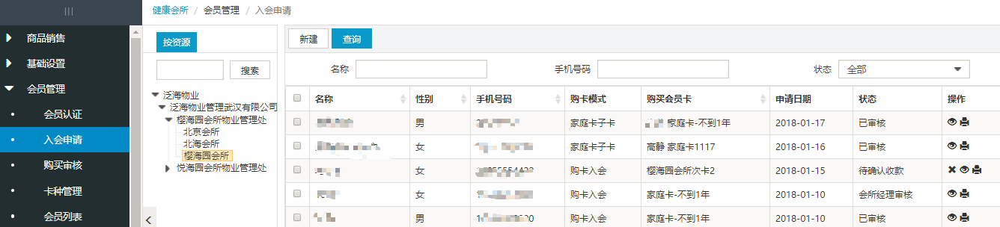 健康会所 / 会员管理 / 入会申请
商品销售
基础设置
会员管理
会员认证
入会申请
购买审核
卡种管理
会员列表
按资源
搜索
泛海物业
泛海物业管理武汉有限公司
樱海园会所物业管理处
北京会所
北海会所
樱海园会所
悦海园会所物业管理处
新建 查询
名称 手机号码 状态 全部
名称 性别 手机号码 购卡模式 购买会员卡 申请日期 状态 操作
男 家庭卡子卡 家庭卡-不到1年 2018-01-17 已审核
女 家庭卡子卡 高静 家庭卡1117 2018-01-16 已审核
女 购卡入会 樱海园会所次卡2 2018-01-15 待确认收款
女 购卡入会 家庭卡-不到1年 2018-01-10 会所经理审核
男 购卡入会 家庭卡-不到1年 2018-01-10 已审核